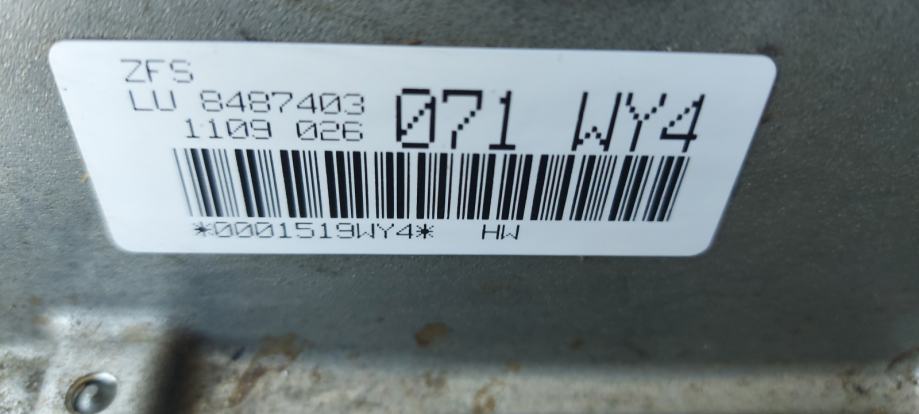 ZFS
LU 8487403
1109 026 071 WY4
*0001519WY4* HW